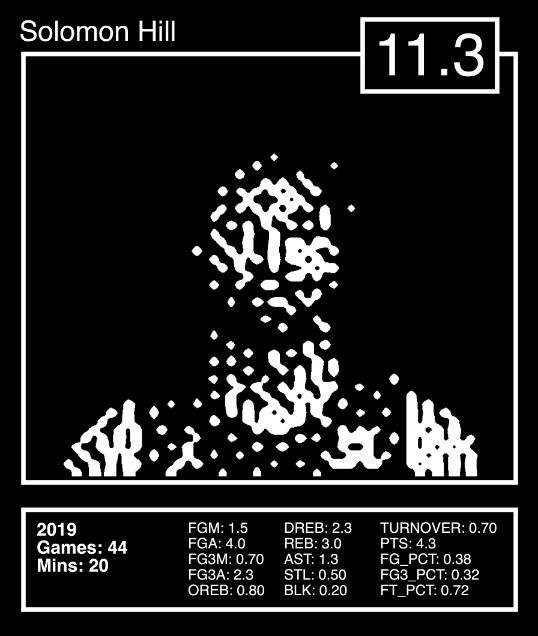 Solomon Hill
11.3
2019
Games: 44
Mins: 20
FGM: 1.5
FGA: 4.0
FG3M: 0.70
FG3A: 2.3
OREB: 0.80
DREB: 2.3
REB: 3.0
AST: 1.3
STL: 0.50
BLK: 0.20
TURNOVER: 0.70
PTS: 4.3
FG_PCT: 0.38
FG3_PCT: 0.32
FT_PCT: 0.72